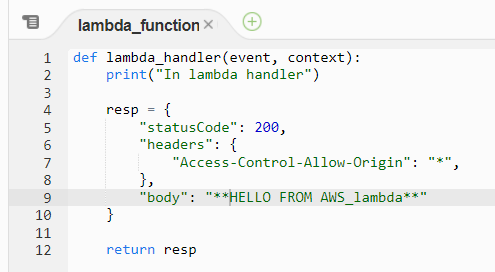 lambda_function ×
1 def lambda_handler(event, context):
2     print("In lambda handler")
3
4     resp = {
5         "statusCode": 200,
6         "headers": {
7             "Access-Control-Allow-Origin": "*",
8         },
9         "body": "**HELLO FROM AWS_lambda**"
10     }
11
12     return resp